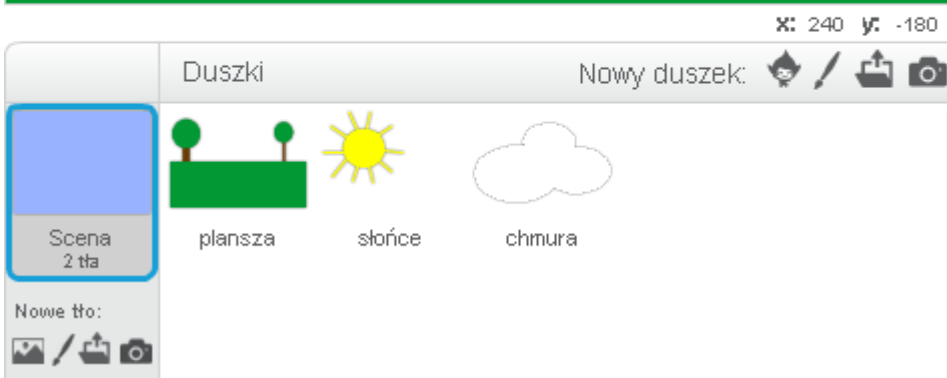 x: 240 y: -180
Duszki
Nowy duszek:
Scena
2 tła
plansza
słońce
chmura
Nowe tło: